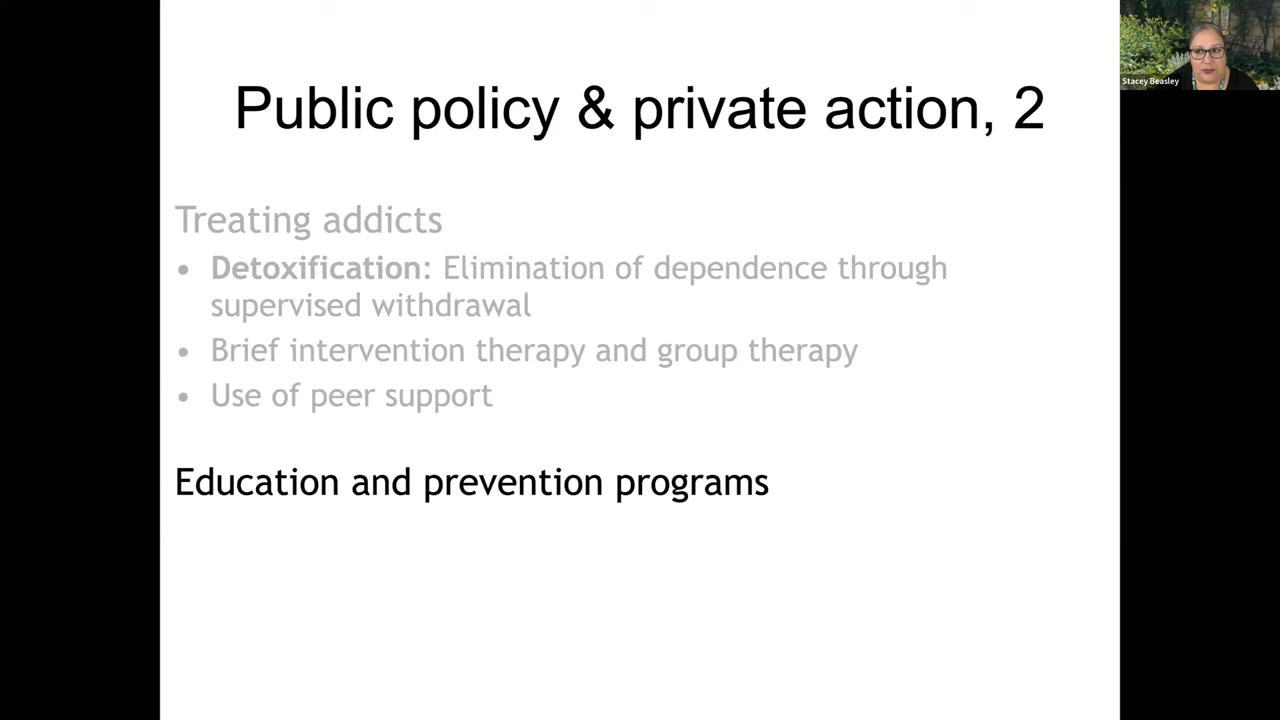 Public policy & private action, 2
Stacey Beasley
Treating addicts
• Detoxification: Elimination of dependence through
supervised withdrawal
• Brief intervention therapy and group therapy
• Use of peer support
Education and prevention programs